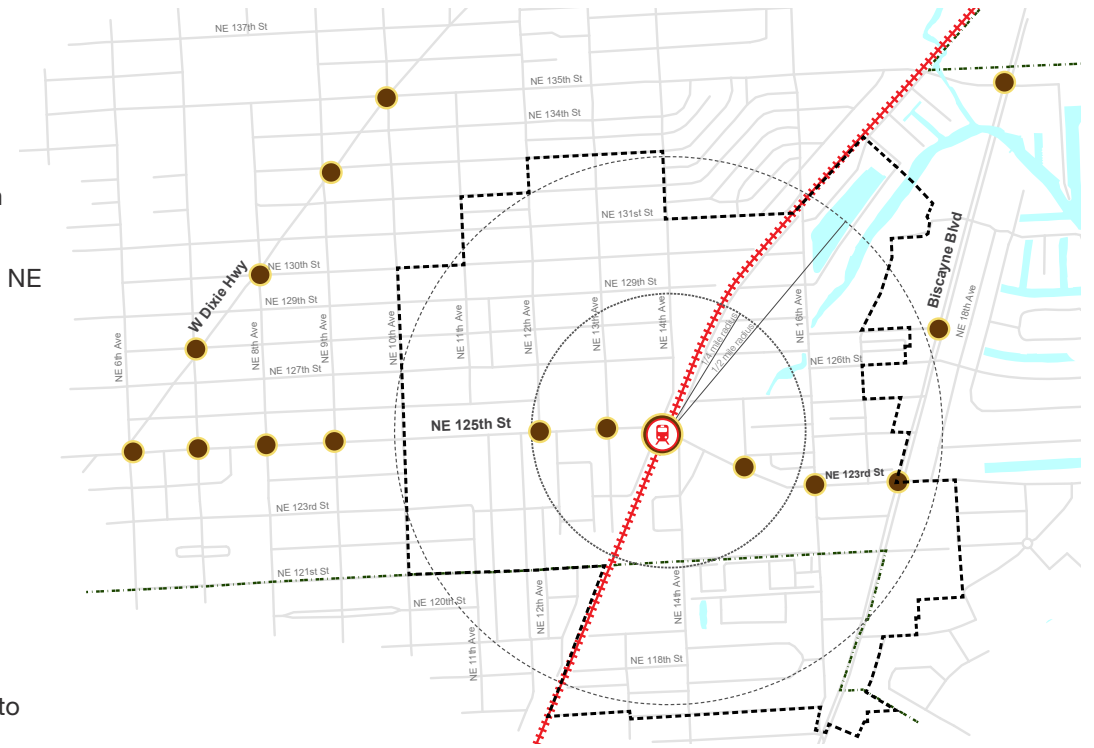 NE 137th St
NE 135th St
NE 134th St
NE 131st St
NE
NE 130th St
NE 129th St
NE 129th St
W Dixie Hwy
Biscayne Blvd
NE 18th Ave
NE 6th Ave
NE 8th Ave
NE 9th Ave
NE 10th Ave
NE 11th Ave
NE 12th Ave
NE 13th Ave
NE 14th Ave
NE 16th Ave
1/4 mile radius
1/2 mile radius
NE 127th St
NE 126th St
NE 125th St
NE 123rd St
NE 123rd St
NE 121st St
NE 120th St
NE 11th Ave
NE 12th Ave
NE 14th Ave
NE 118th St
to